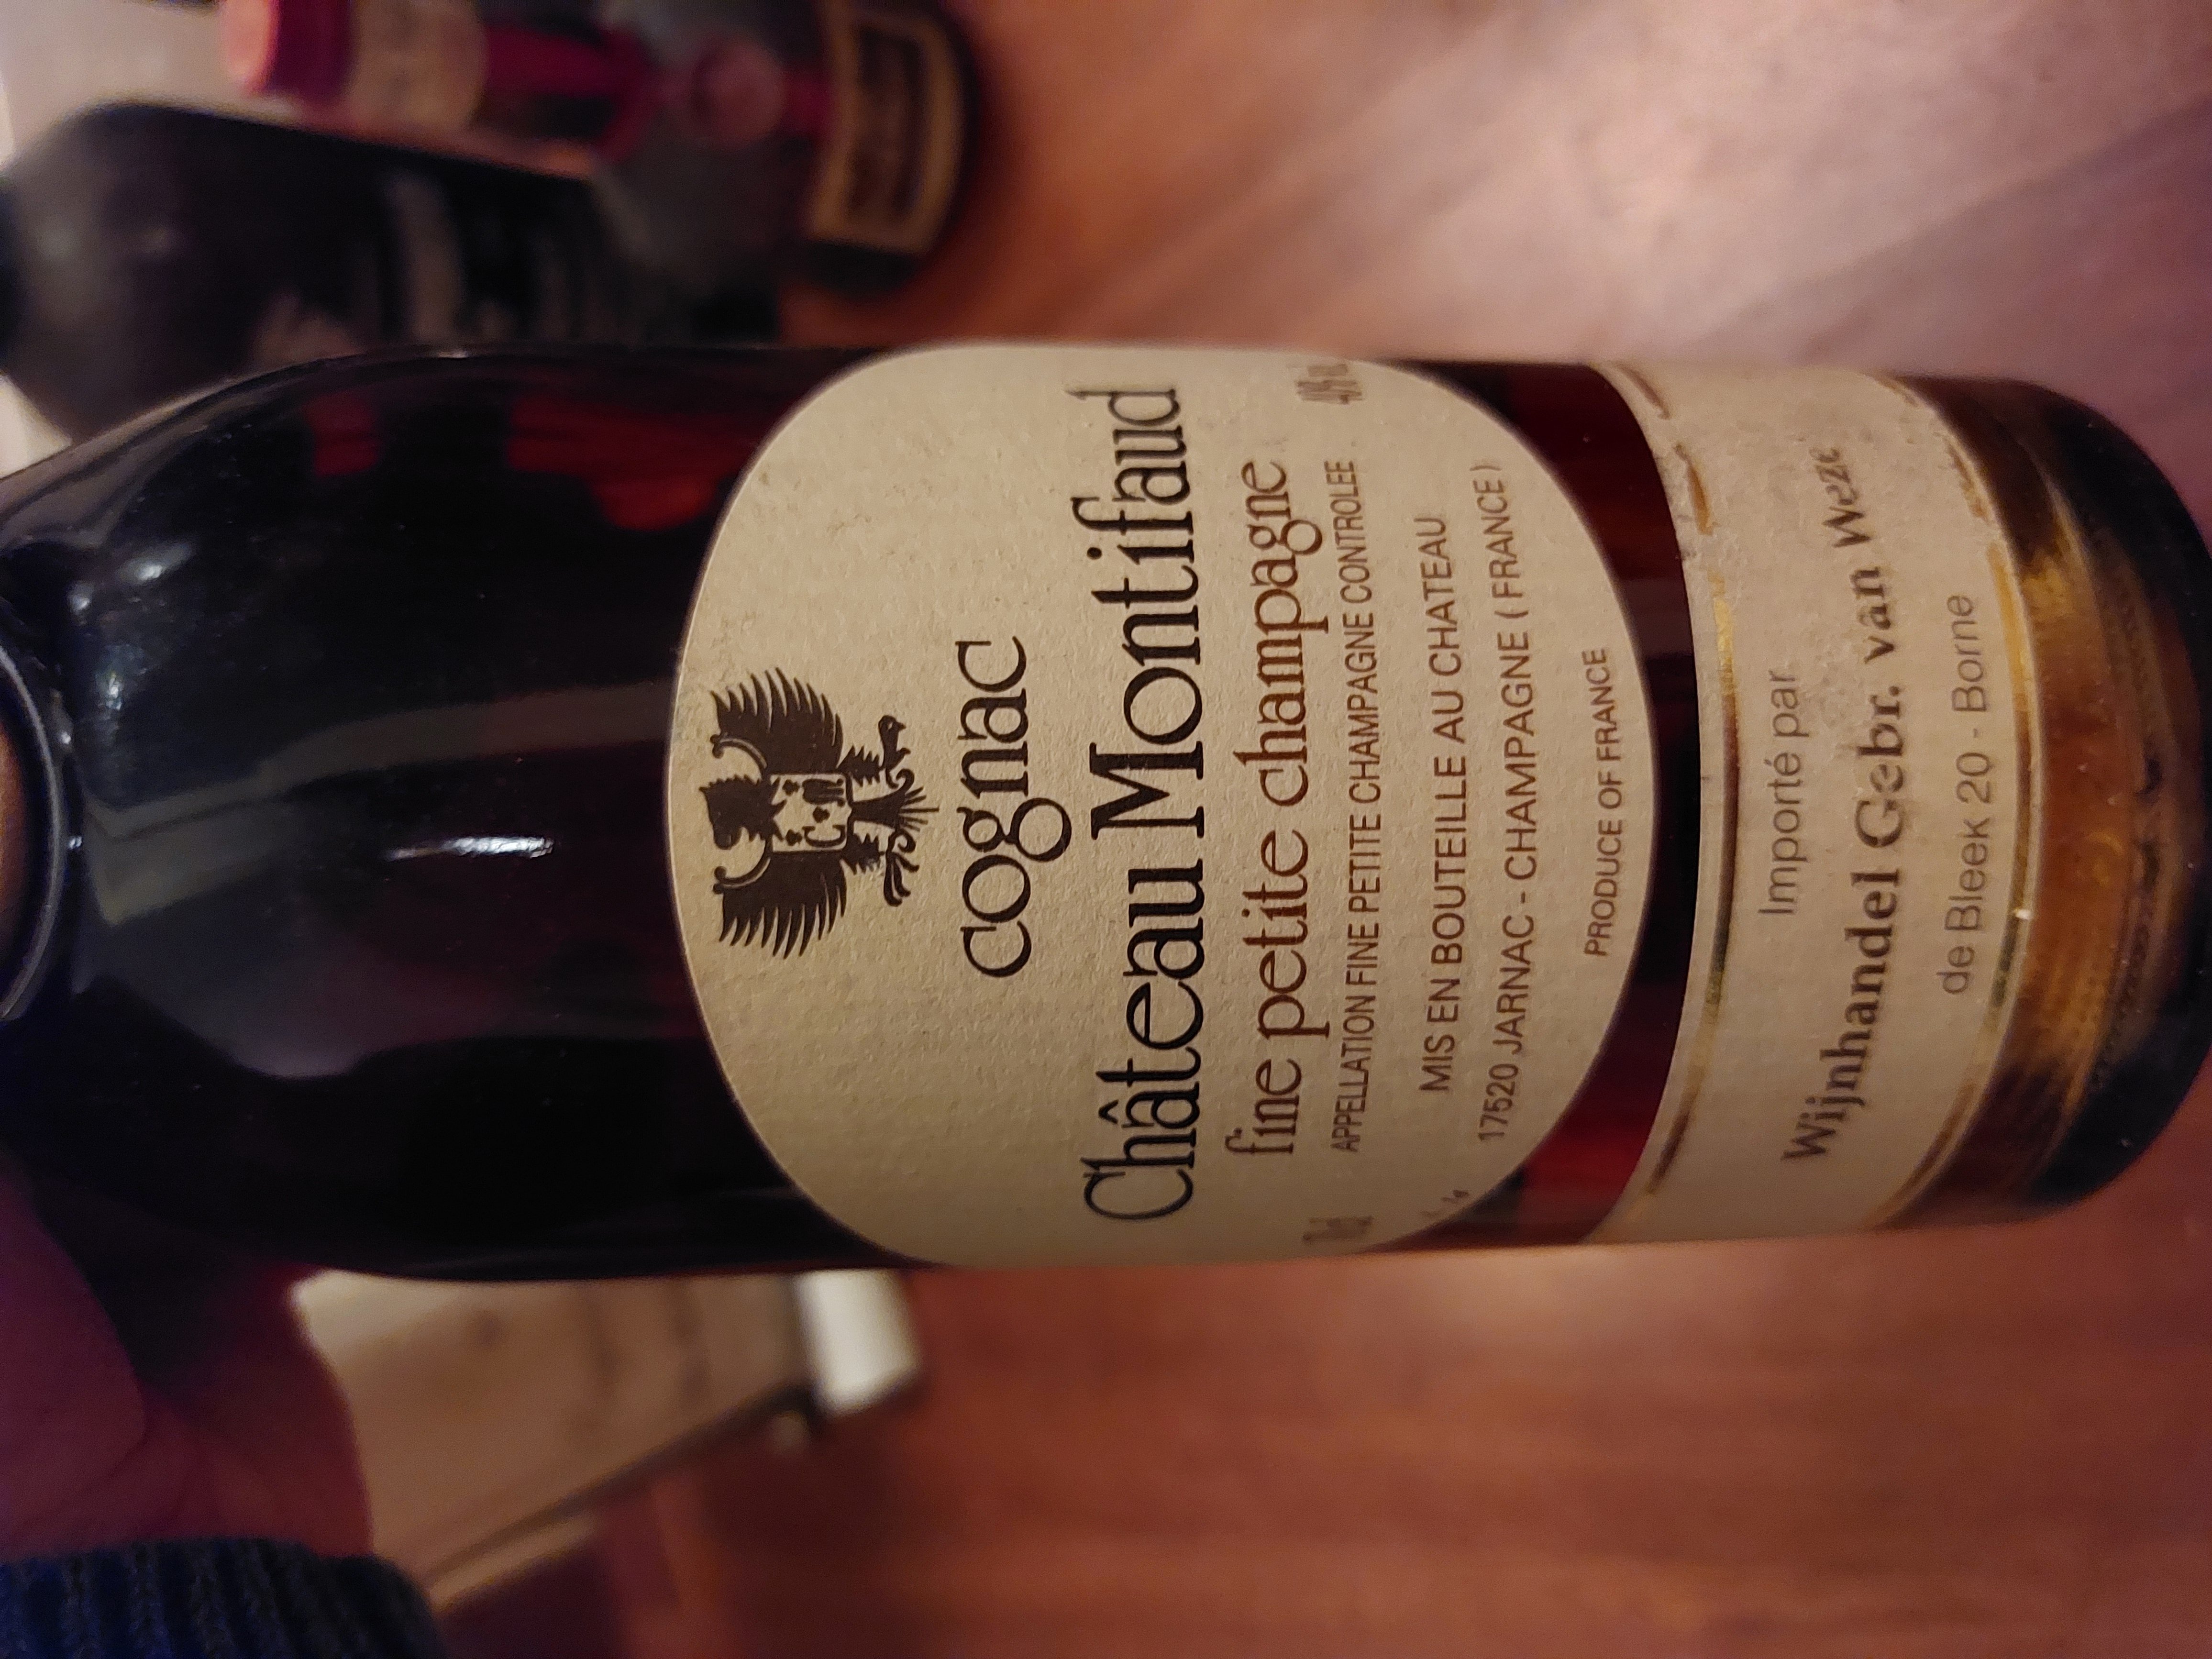 cognac
Château Montifaud
fine petite champagne
APPELLATION FINE PETITE CHAMPAGNE CONTROLEE
MIS EN BOUTEILLE AU CHATEAU
17520 JARNAC - CHAMPAGNE ( FRANCE )
PRODUCE OF FRANCE
Importé par
Wijnhandel Gebr. van Weze
de Bleek 20 - Borne